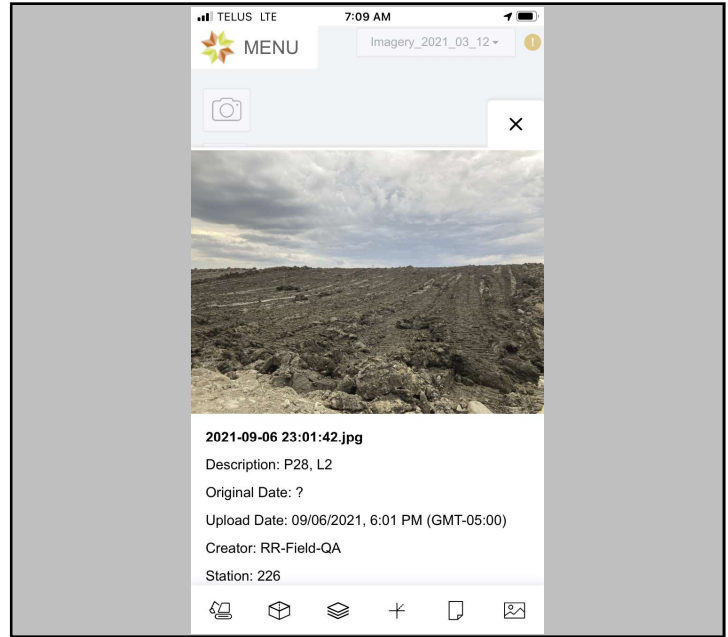 TELUS LTE 7:09 AM
MENU Imagery_2021_03_12
2021-09-06 23:01:42.jpg
Description: P28, L2
Original Date: ?
Upload Date: 09/06/2021, 6:01 PM (GMT-05:00)
Creator: RR-Field-QA
Station: 226